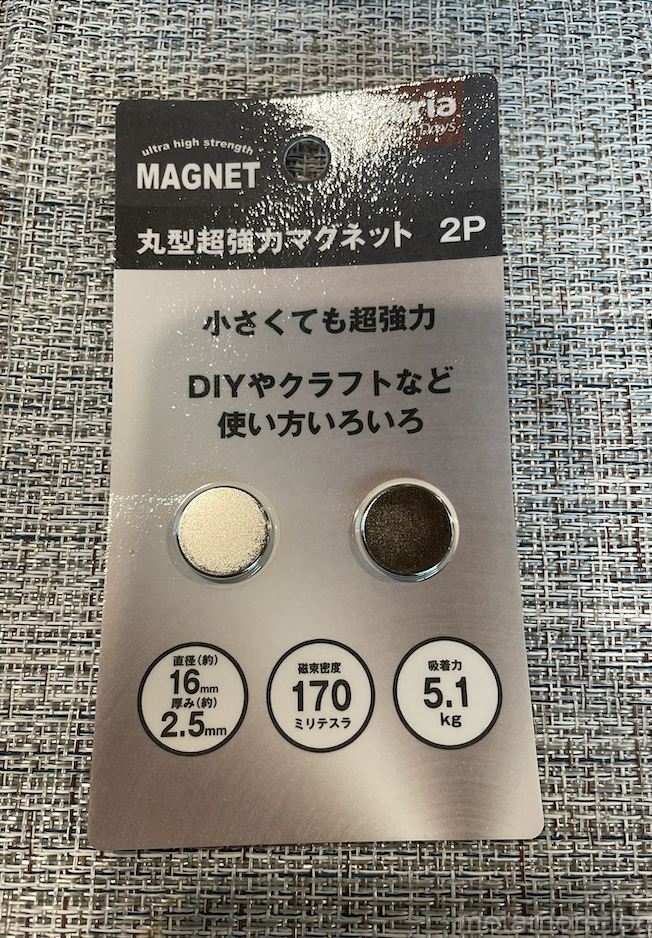 ultra high strength
MAGNET
丸型超強力マグネット 2P
小さくても超強力
DIYやクラフトなど
使い方いろいろ
直径(約)
16mm
厚み(約)
2.5mm
磁束密度
170
ミリテスラ
吸着力
5.1
kg